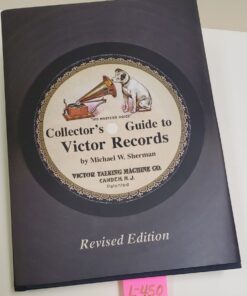 "HIS MASTER'S VOICE"
Collector's Guide to
Victor Records
by Michael W. Sherman
VICTOR TALKING MACHINE CO.
CAMDEN, N.J.
Revised Edition
L-450